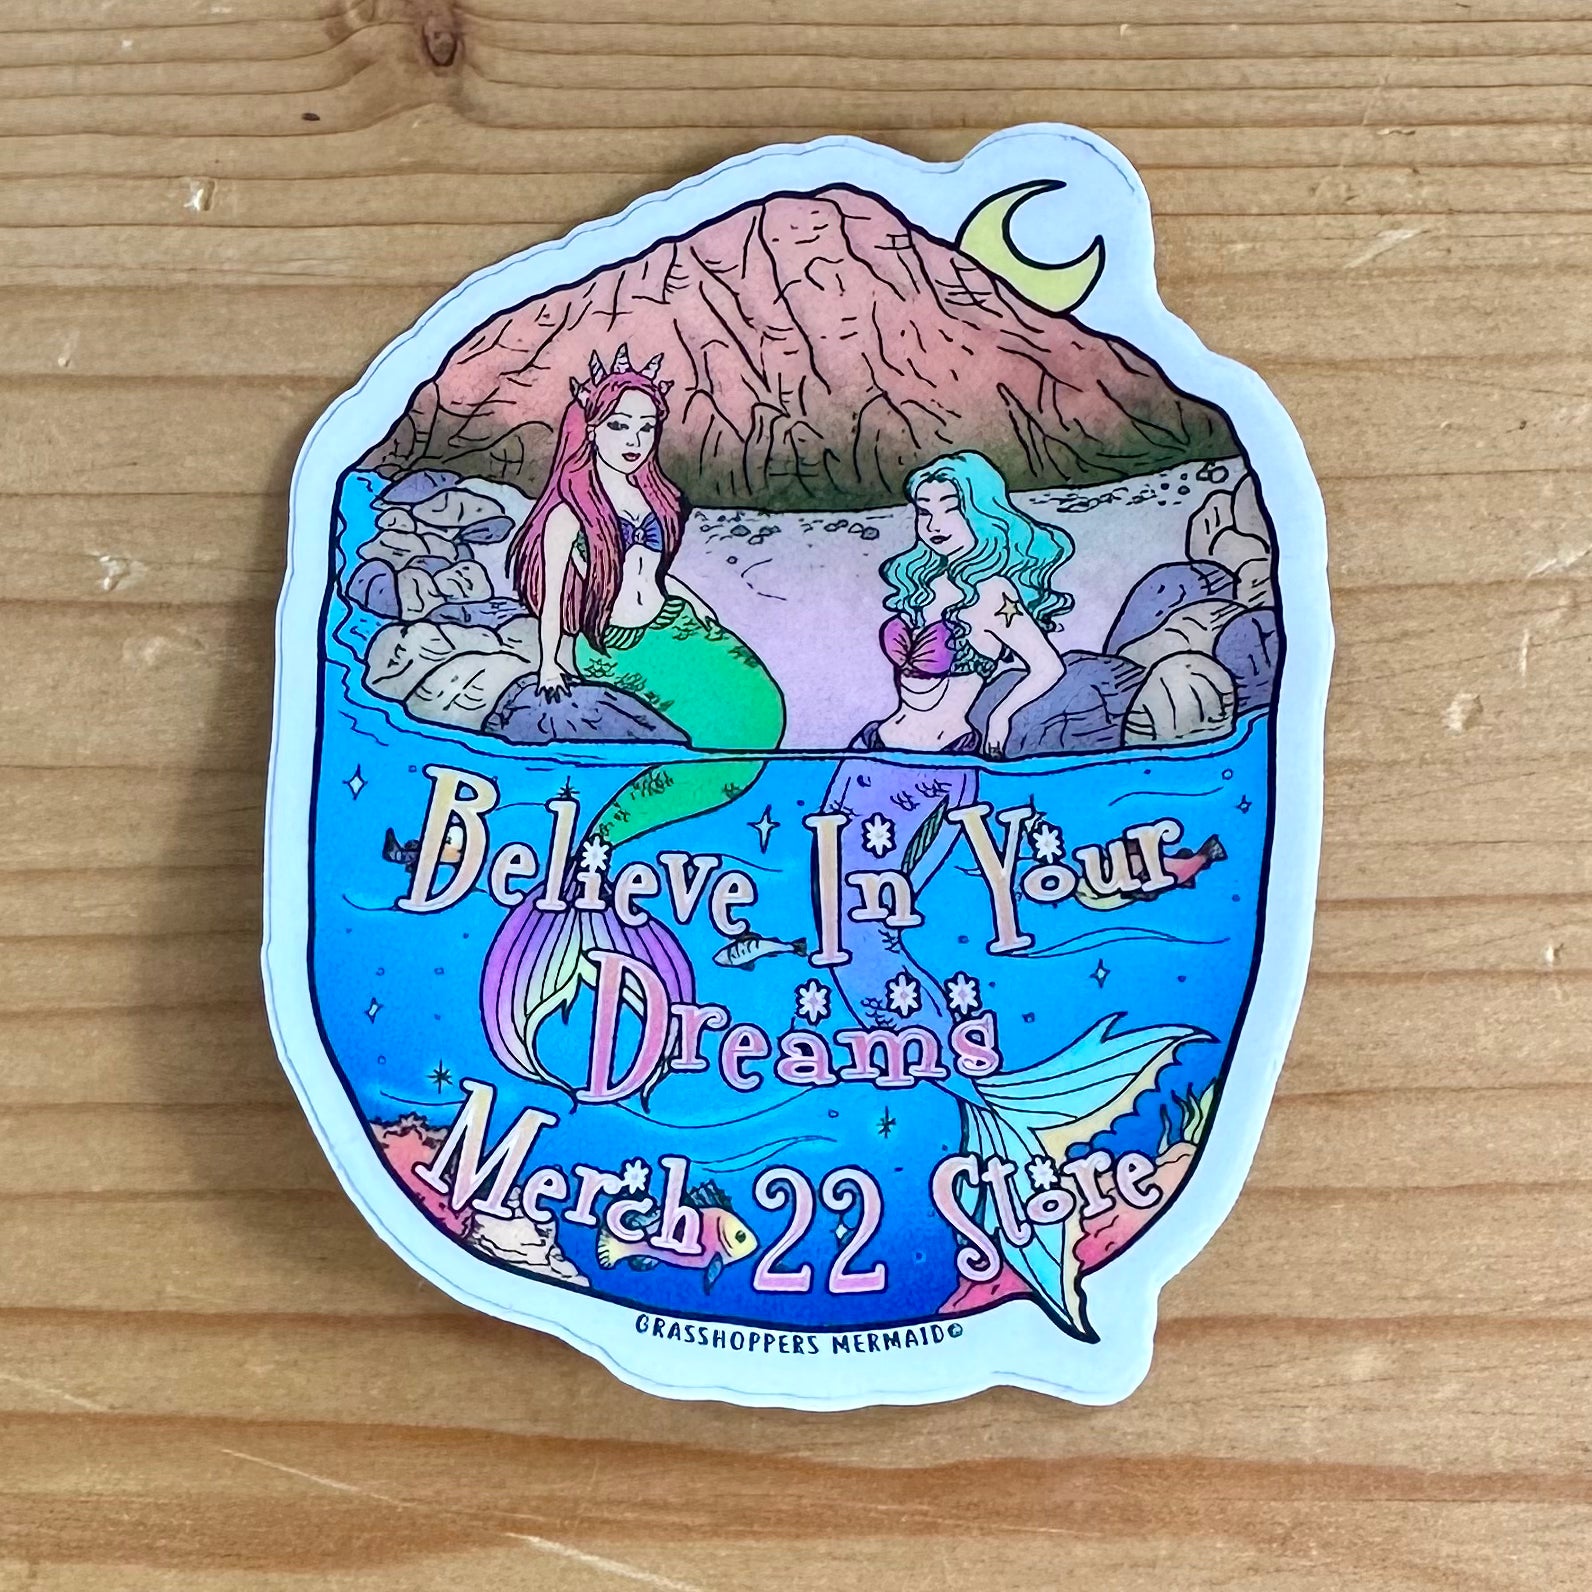 Believe In Your
Dreams
Merch 22 Store
GRASSHOPPERS MERMAID©